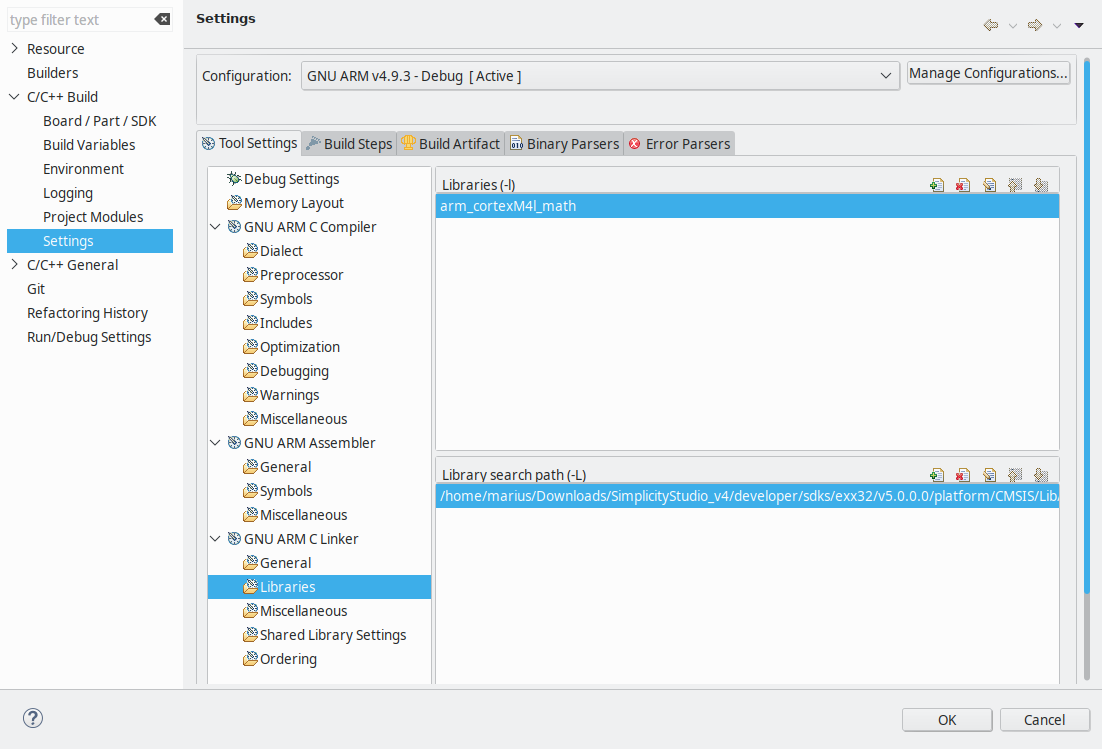 type filter text
Resource
Builders
C/C++ Build
Board / Part / SDK
Build Variables
Environment
Logging
Project Modules
Settings
C/C++ General
Git
Refactoring History
Run/Debug Settings
Settings
Configuration: GNU ARM v4.9.3 - Debug [ Active ] Manage Configurations...
Tool Settings Build Steps Build Artifact Binary Parsers Error Parsers
Debug Settings
Memory Layout
GNU ARM C Compiler
Dialect
Preprocessor
Symbols
Includes
Optimization
Debugging
Warnings
Miscellaneous
GNU ARM Assembler
General
Symbols
Miscellaneous
GNU ARM C Linker
General
Libraries
Miscellaneous
Shared Library Settings
Ordering
Libraries (-l)
arm_cortexM4l_math
Library search path (-L)
/home/marius/Downloads/SimplicityStudio_v4/developer/sdks/exx32/v5.0.0.0/platform/CMSIS/Lib/
OK Cancel